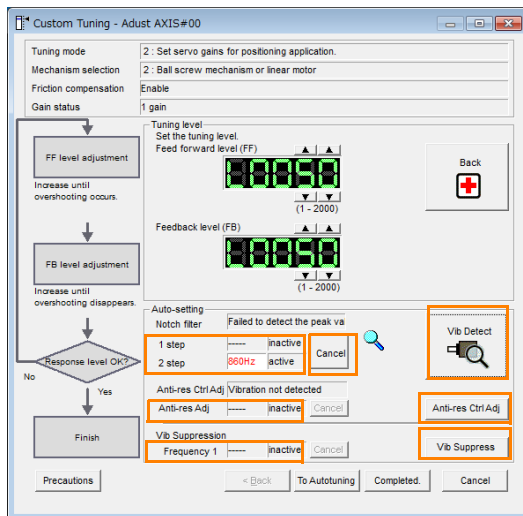 Custom Tuning - Adust AXIS#00
Tuning mode 2 : Set servo gains for positioning application.
Mechanism selection 2 : Ball screw mechanism or linear motor
Friction compensation Enable
Gain status 1 gain
FF level adjustment
Increase until
overshooting occurs.
FB level adjustment
Increase until
overshooting disappears.
Response level OK?
No
Yes
Finish
Tuning level
Set the tuning level.
Feed forward level (FF)
(1 - 2000)
Feedback level (FB)
(1 - 2000)
Back
Auto-setting
Notch filter Failed to detect the peak va
1 step ----- inactive
2 step 860Hz active
Cancel
Vib Detect
Anti-res Ctrl Adj Vibration not detected
Anti-res Adj ----- inactive Cancel Anti-res Ctrl Adj
Vib Suppression
Frequency 1 ----- inactive Cancel Vib Suppress
Precautions < Back To Autotuning Completed. Cancel